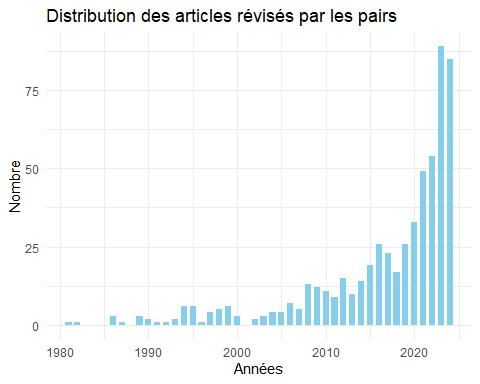 Distribution des articles révisés par les pairs
Nombre
75
50
25
0
1980 1990 2000 2010 2020
Années